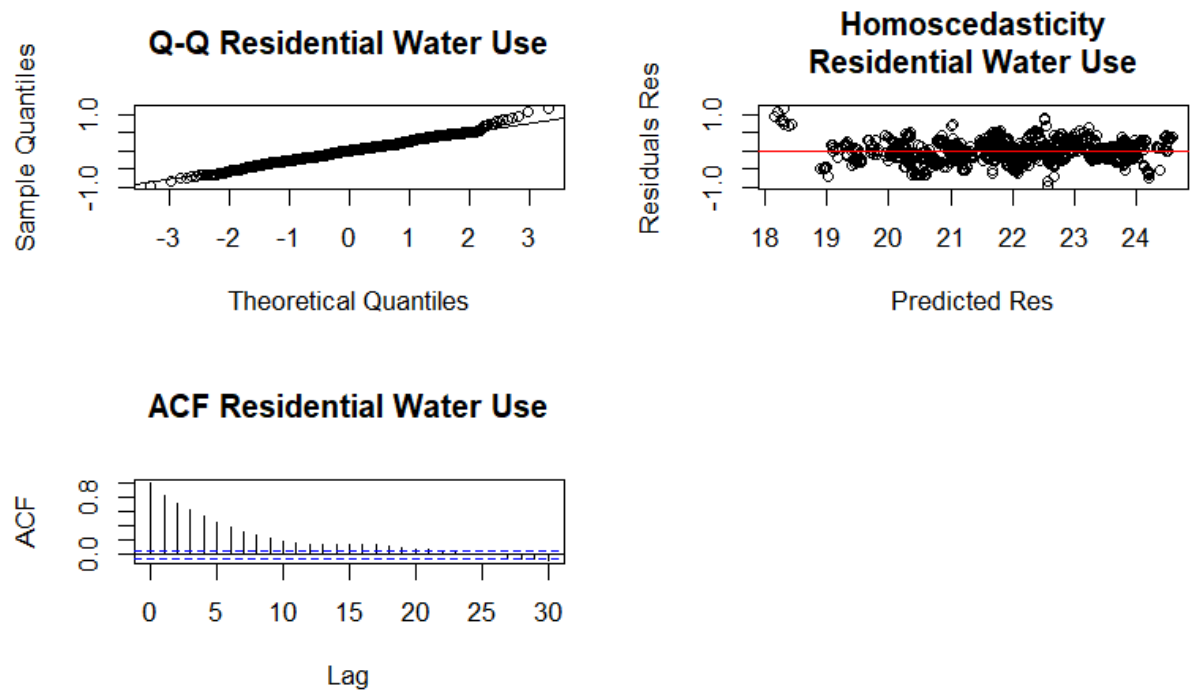 Q-Q Residential Water Use
Sample Quantiles
1.0
-1.0
-3 -2 -1 0 1 2 3
Theoretical Quantiles
Homoscedasticity
Residential Water Use
Residuals Res
1.0
-1.0
18 19 20 21 22 23 24
Predicted Res
ACF Residential Water Use
ACF
0.8
0.0
0 5 10 15 20 25 30
Lag